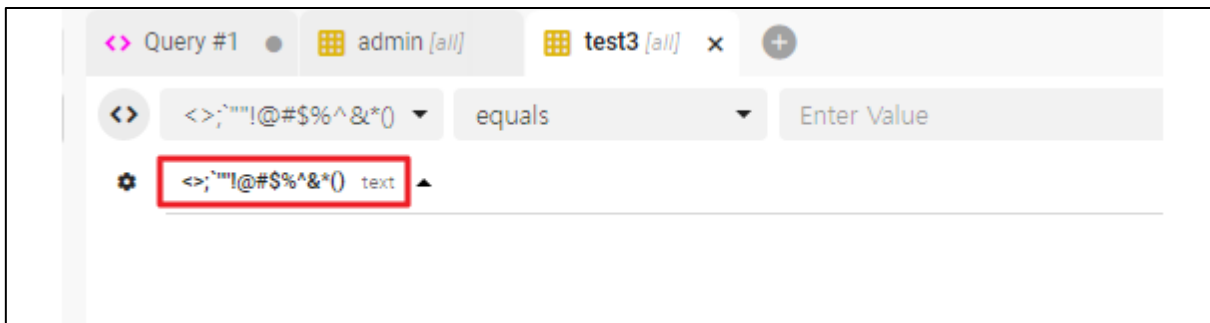 Query #1 admin [all] test3 [all] x
<>;`""!@#$%^&*() equals Enter Value
<>;`""!@#$%^&*() text